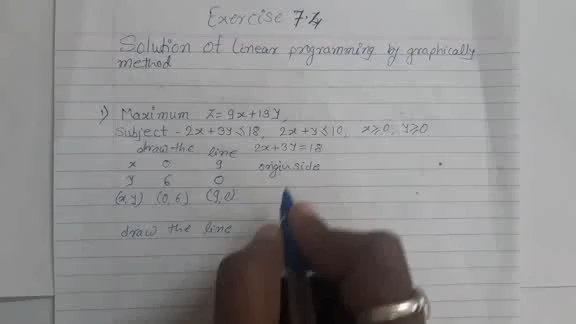 Exercise 7.4
Solution of linear programming by graphically
method
1) Maximum Z = 9x+13y,
Subject - 2x+3y≤18, 2x+y≤10, x≥0, y≥0
draw the line 2x+3y=18
x 0 9 origin side
y 6 0
(x,y) (0,6) (9,0)
draw the line